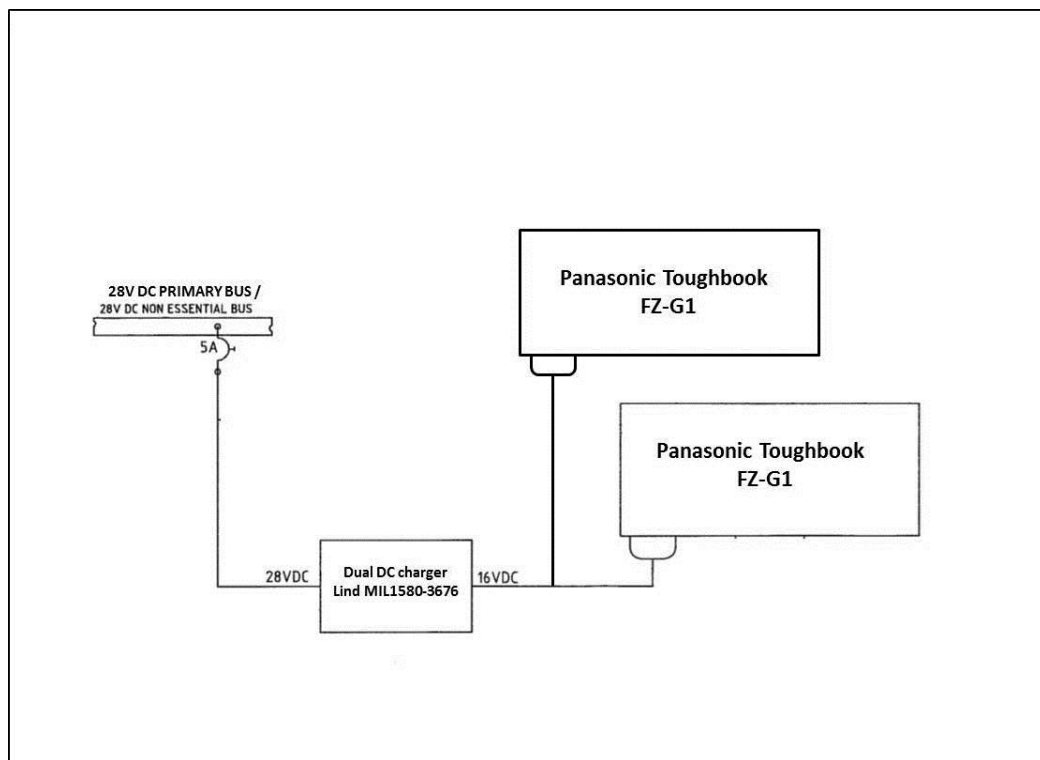 28V DC PRIMARY BUS /
28V DC NON ESSENTIAL BUS
5A
Panasonic Toughbook
FZ-G1
Panasonic Toughbook
FZ-G1
28VDC
Dual DC charger
Lind MIL1580-3676
16VDC